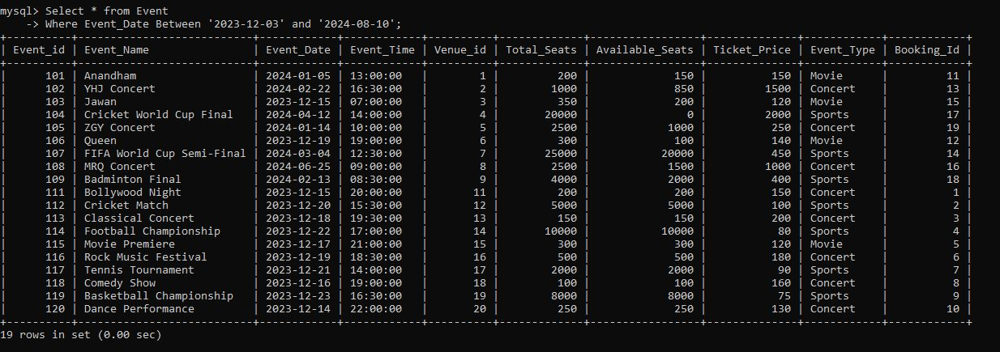 mysql> Select * from Event
    -> Where Event_Date Between '2023-12-03' and '2024-08-10';
+----------+---------------------------+------------+------------+----------+-------------+-----------------+--------------+------------+------------+
| Event_id | Event_Name                | Event_Date | Event_Time | Venue_id | Total_Seats | Available_Seats | Ticket_Price | Event_Type | Booking_Id |
+----------+---------------------------+------------+------------+----------+-------------+-----------------+--------------+------------+------------+
|      101 | Anandham                  | 2024-01-05 | 13:00:00   |        1 |         200 |             150 |          150 | Movie      |         11 |
|      102 | YHJ Concert               | 2024-02-22 | 16:30:00   |        2 |        1000 |             850 |         1500 | Concert    |         13 |
|      103 | Jawan                     | 2023-12-15 | 07:00:00   |        3 |         350 |             200 |          120 | Movie      |         15 |
|      104 | Cricket World Cup Final   | 2024-04-12 | 14:00:00   |        4 |       20000 |               0 |         2000 | Sports     |         17 |
|      105 | ZGY Concert               | 2024-01-14 | 10:00:00   |        5 |        2500 |            1000 |          250 | Concert    |         19 |
|      106 | Queen                     | 2023-12-19 | 19:00:00   |        6 |         300 |             100 |          140 | Movie      |         12 |
|      107 | FIFA World Cup Semi-Final | 2024-03-04 | 12:30:00   |        7 |       25000 |           20000 |          450 | Sports     |         14 |
|      108 | MRQ Concert               | 2024-06-25 | 09:00:00   |        8 |        2500 |            1500 |         1000 | Concert    |         16 |
|      109 | Badminton Final           | 2024-02-13 | 08:30:00   |        9 |        4000 |            2000 |          400 | Sports     |         18 |
|      111 | Bollywood Night           | 2023-12-15 | 20:00:00   |       11 |         200 |             200 |          150 | Concert    |          1 |
|      112 | Cricket Match             | 2023-12-20 | 15:30:00   |       12 |        5000 |            5000 |          100 | Sports     |          2 |
|      113 | Classical Concert         | 2023-12-18 | 19:30:00   |       13 |         150 |             150 |          200 | Concert    |          3 |
|      114 | Football Championship     | 2023-12-22 | 17:00:00   |       14 |       10000 |           10000 |           80 | Sports     |          4 |
|      115 | Movie Premiere            | 2023-12-17 | 21:00:00   |       15 |         300 |             300 |          120 | Movie      |          5 |
|      116 | Rock Music Festival       | 2023-12-19 | 18:30:00   |       16 |         500 |             500 |          180 | Concert    |          6 |
|      117 | Tennis Tournament         | 2023-12-21 | 14:00:00   |       17 |        2000 |            2000 |           90 | Sports     |          7 |
|      118 | Comedy Show               | 2023-12-16 | 19:00:00   |       18 |         100 |             100 |          160 | Concert    |          8 |
|      119 | Basketball Championship   | 2023-12-23 | 16:30:00   |       19 |        8000 |            8000 |           75 | Sports     |          9 |
|      120 | Dance Performance         | 2023-12-14 | 22:00:00   |       20 |         250 |             250 |          130 | Concert    |         10 |
+----------+---------------------------+------------+------------+----------+-------------+-----------------+--------------+------------+------------+
19 rows in set (0.00 sec)